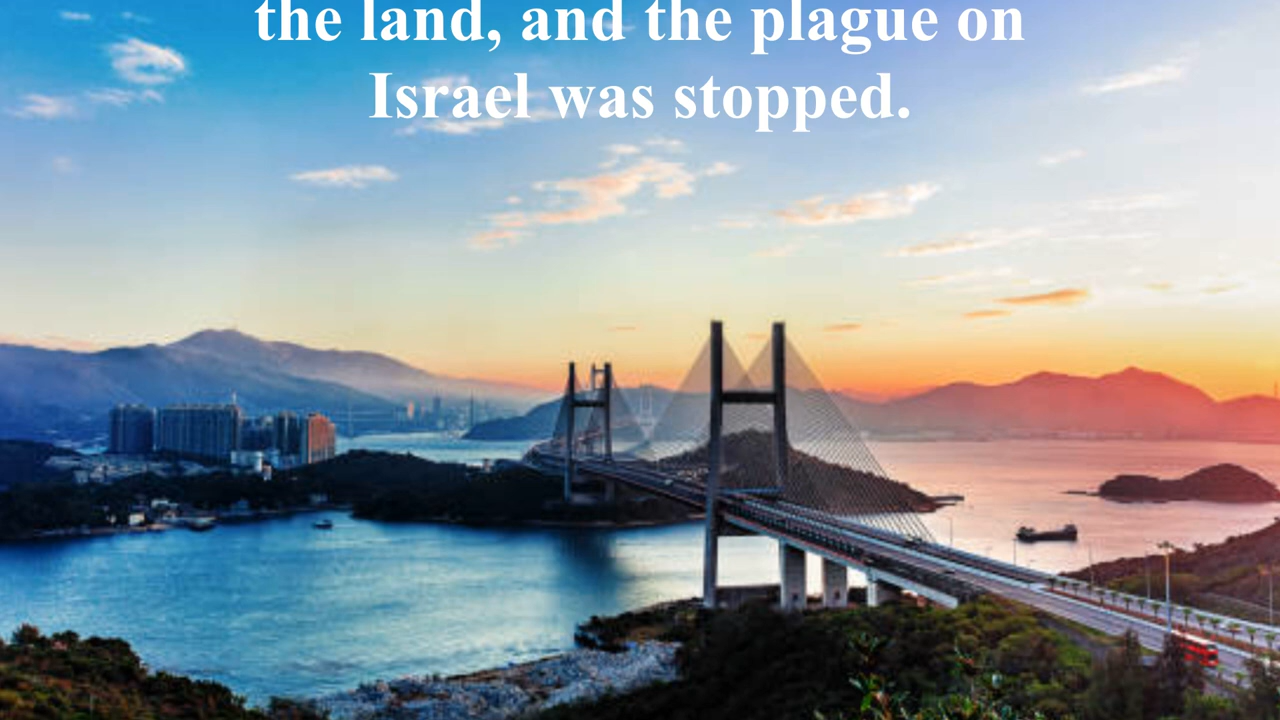 the land, and the plague on
Israel was stopped.